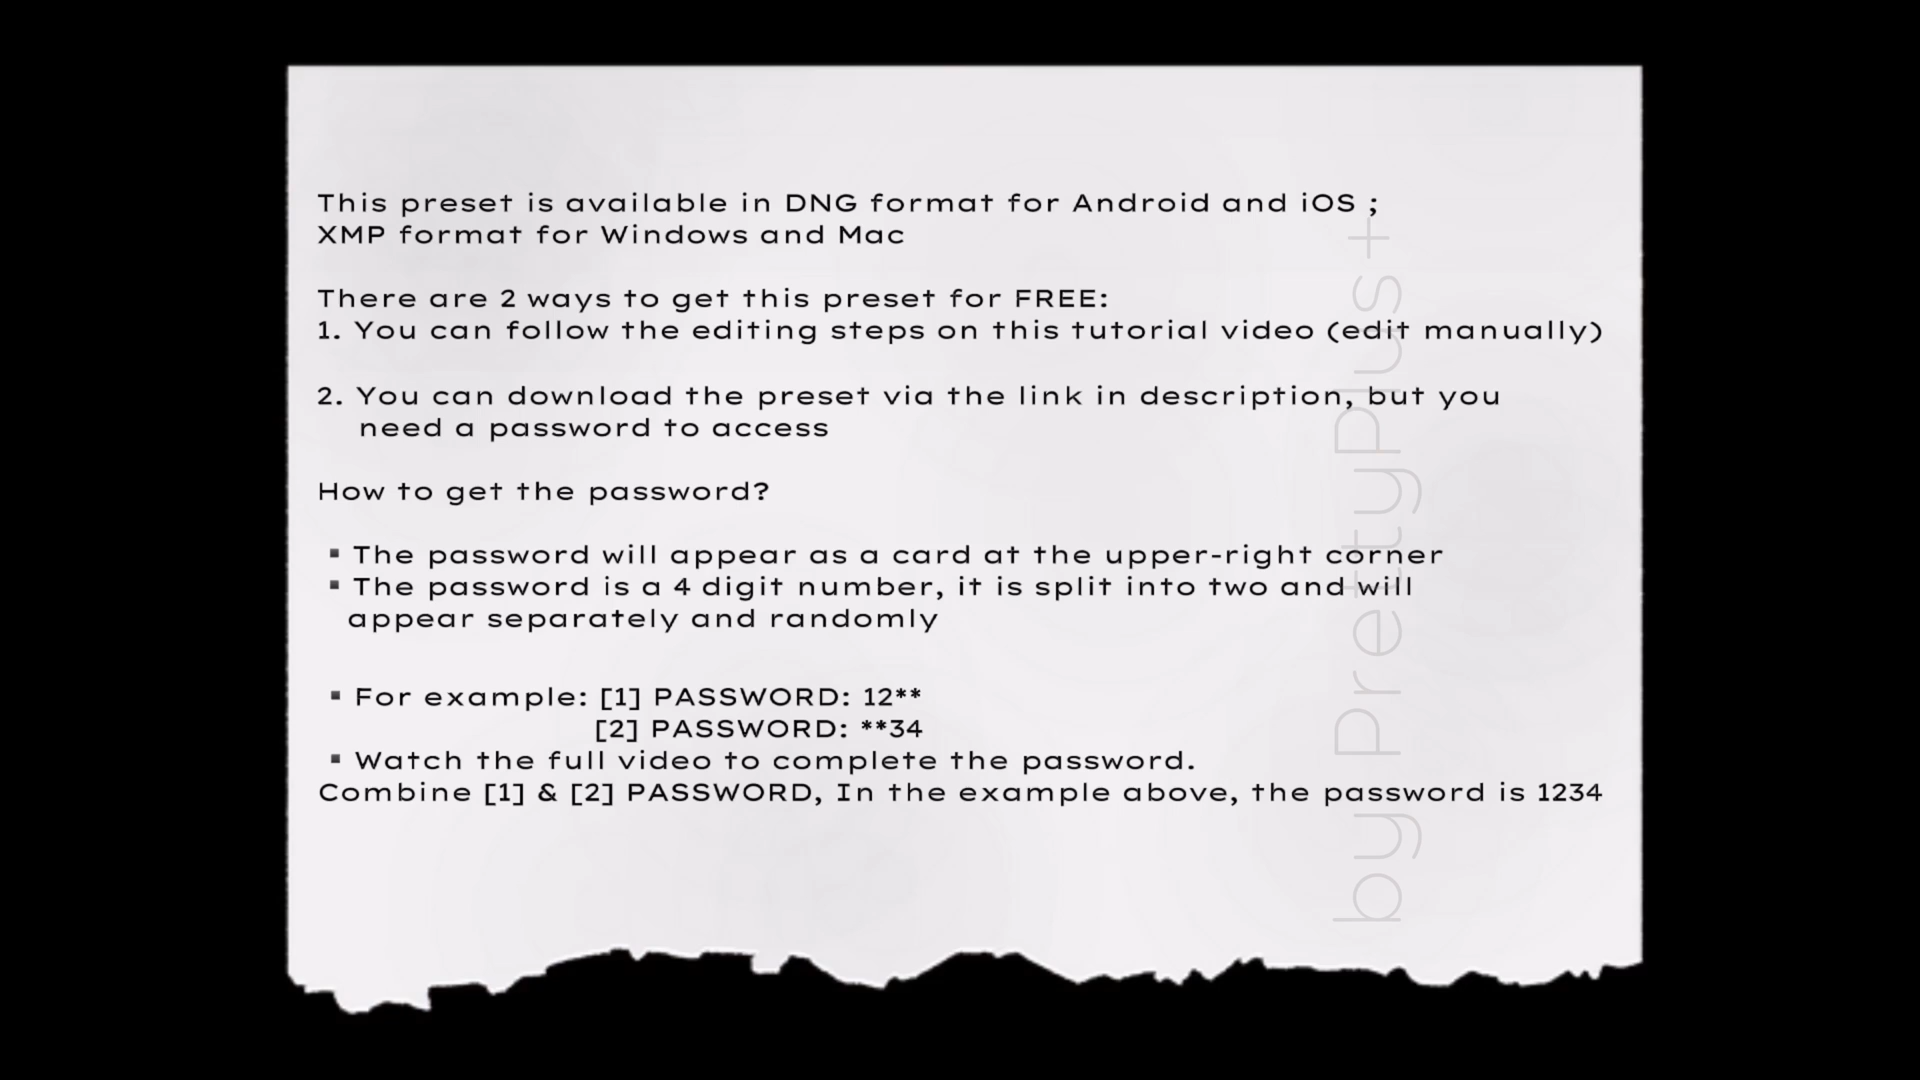 This preset is available in DNG format for Android and iOS ;
XMP format for Windows and Mac
There are 2 ways to get this preset for FREE:
1. You can follow the editing steps on this tutorial video (edit manually)
2. You can download the preset via the link in description, but you
need a password to access
How to get the password?
▪ The password will appear as a card at the upper-right corner
▪ The password is a 4 digit number, it is split into two and will
appear separately and randomly
▪ For example: [1] PASSWORD: 12**
[2] PASSWORD: **34
▪ Watch the full video to complete the password.
Combine [1] & [2] PASSWORD, In the example above, the password is 1234
by PrettyPlus+